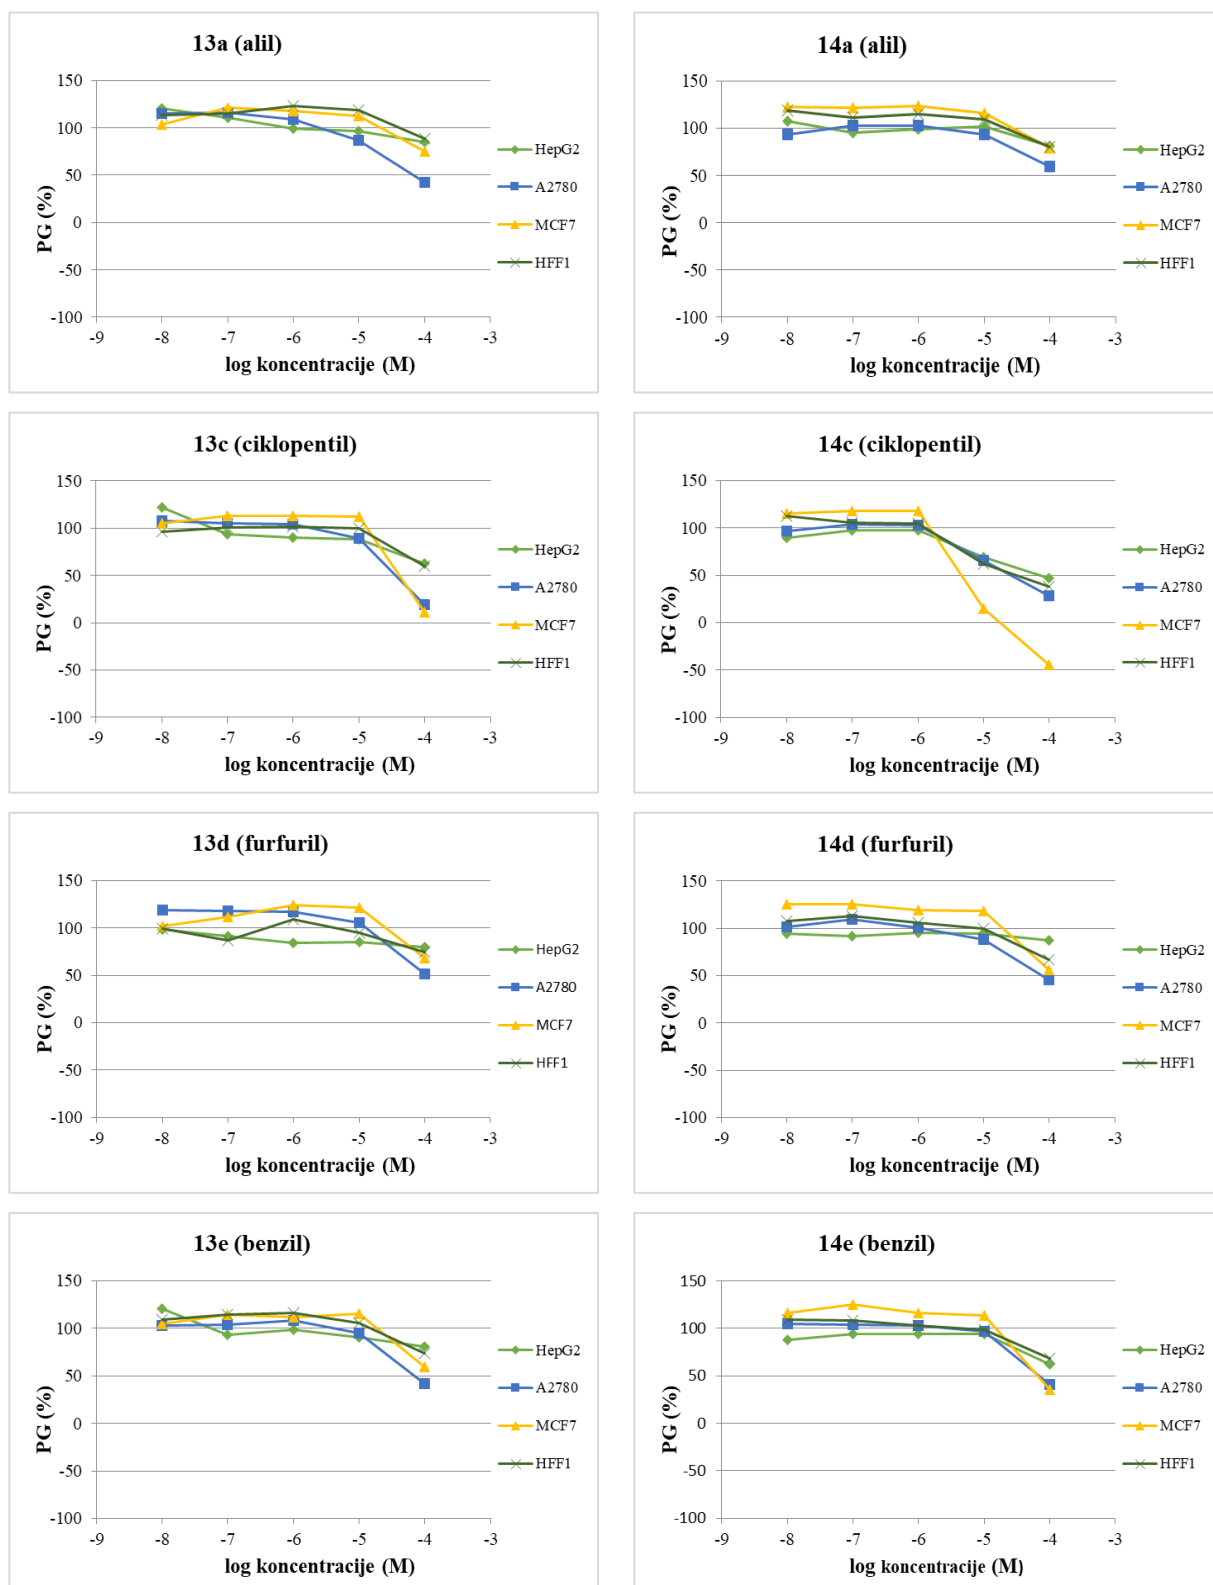 13a (alil)
150
100
50
0
-50
-100
-9 -8 -7 -6 -5 -4 -3
PG (%)
log koncentracije (M)
HepG2
A2780
MCF7
HFF1
14a (alil)
150
100
50
0
-50
-100
-9 -8 -7 -6 -5 -4 -3
PG (%)
log koncentracije (M)
HepG2
A2780
MCF7
HFF1
13c (ciklopentil)
150
100
50
0
-50
-100
-9 -8 -7 -6 -5 -4 -3
PG (%)
log koncentracije (M)
HepG2
A2780
MCF7
HFF1
14c (ciklopentil)
150
100
50
0
-50
-100
-9 -8 -7 -6 -5 -4 -3
PG (%)
log koncentracije (M)
HepG2
A2780
MCF7
HFF1
13d (furfuril)
150
100
50
0
-50
-100
-9 -8 -7 -6 -5 -4 -3
PG (%)
log koncentracije (M)
HepG2
A2780
MCF7
HFF1
14d (furfuril)
150
100
50
0
-50
-100
-9 -8 -7 -6 -5 -4 -3
PG (%)
log koncentracije (M)
HepG2
A2780
MCF7
HFF1
13e (benzil)
150
100
50
0
-50
-100
-9 -8 -7 -6 -5 -4 -3
PG (%)
log koncentracije (M)
HepG2
A2780
MCF7
HFF1
14e (benzil)
150
100
50
0
-50
-100
-9 -8 -7 -6 -5 -4 -3
PG (%)
log koncentracije (M)
HepG2
A2780
MCF7
HFF1